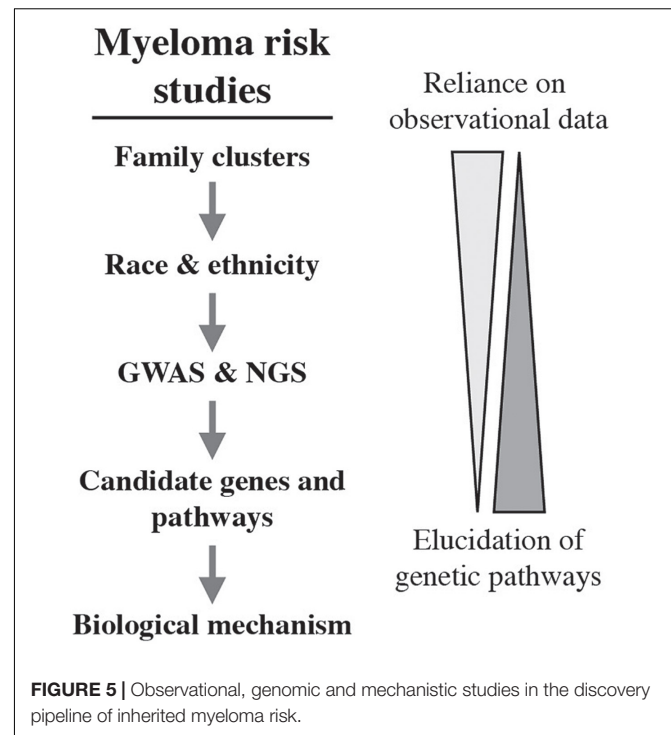 Myeloma risk
studies
Family clusters
Race & ethnicity
GWAS & NGS
Candidate genes and
pathways
Biological mechanism
Reliance on
observational data
Elucidation of
genetic pathways
FIGURE 5 | Observational, genomic and mechanistic studies in the discovery
pipeline of inherited myeloma risk.